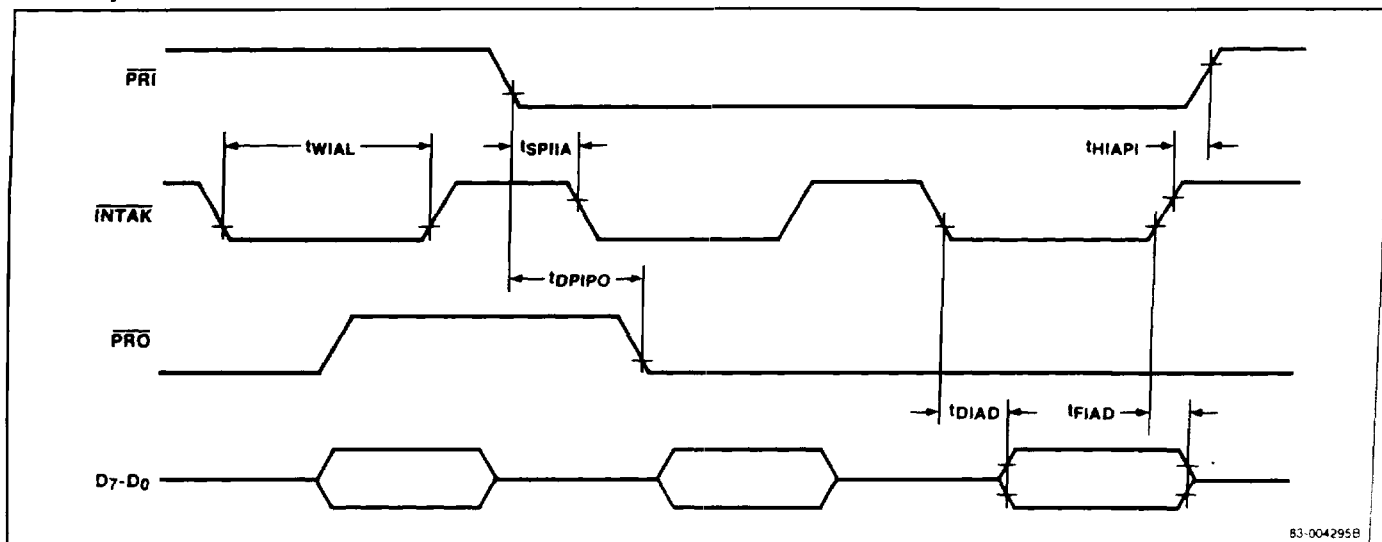 PRI
tWIAL
tSPIIA
tHIAPI
INTAK
tDPIPO
PRO
tDIAD
tFIAD
D7-D0
83-004295B